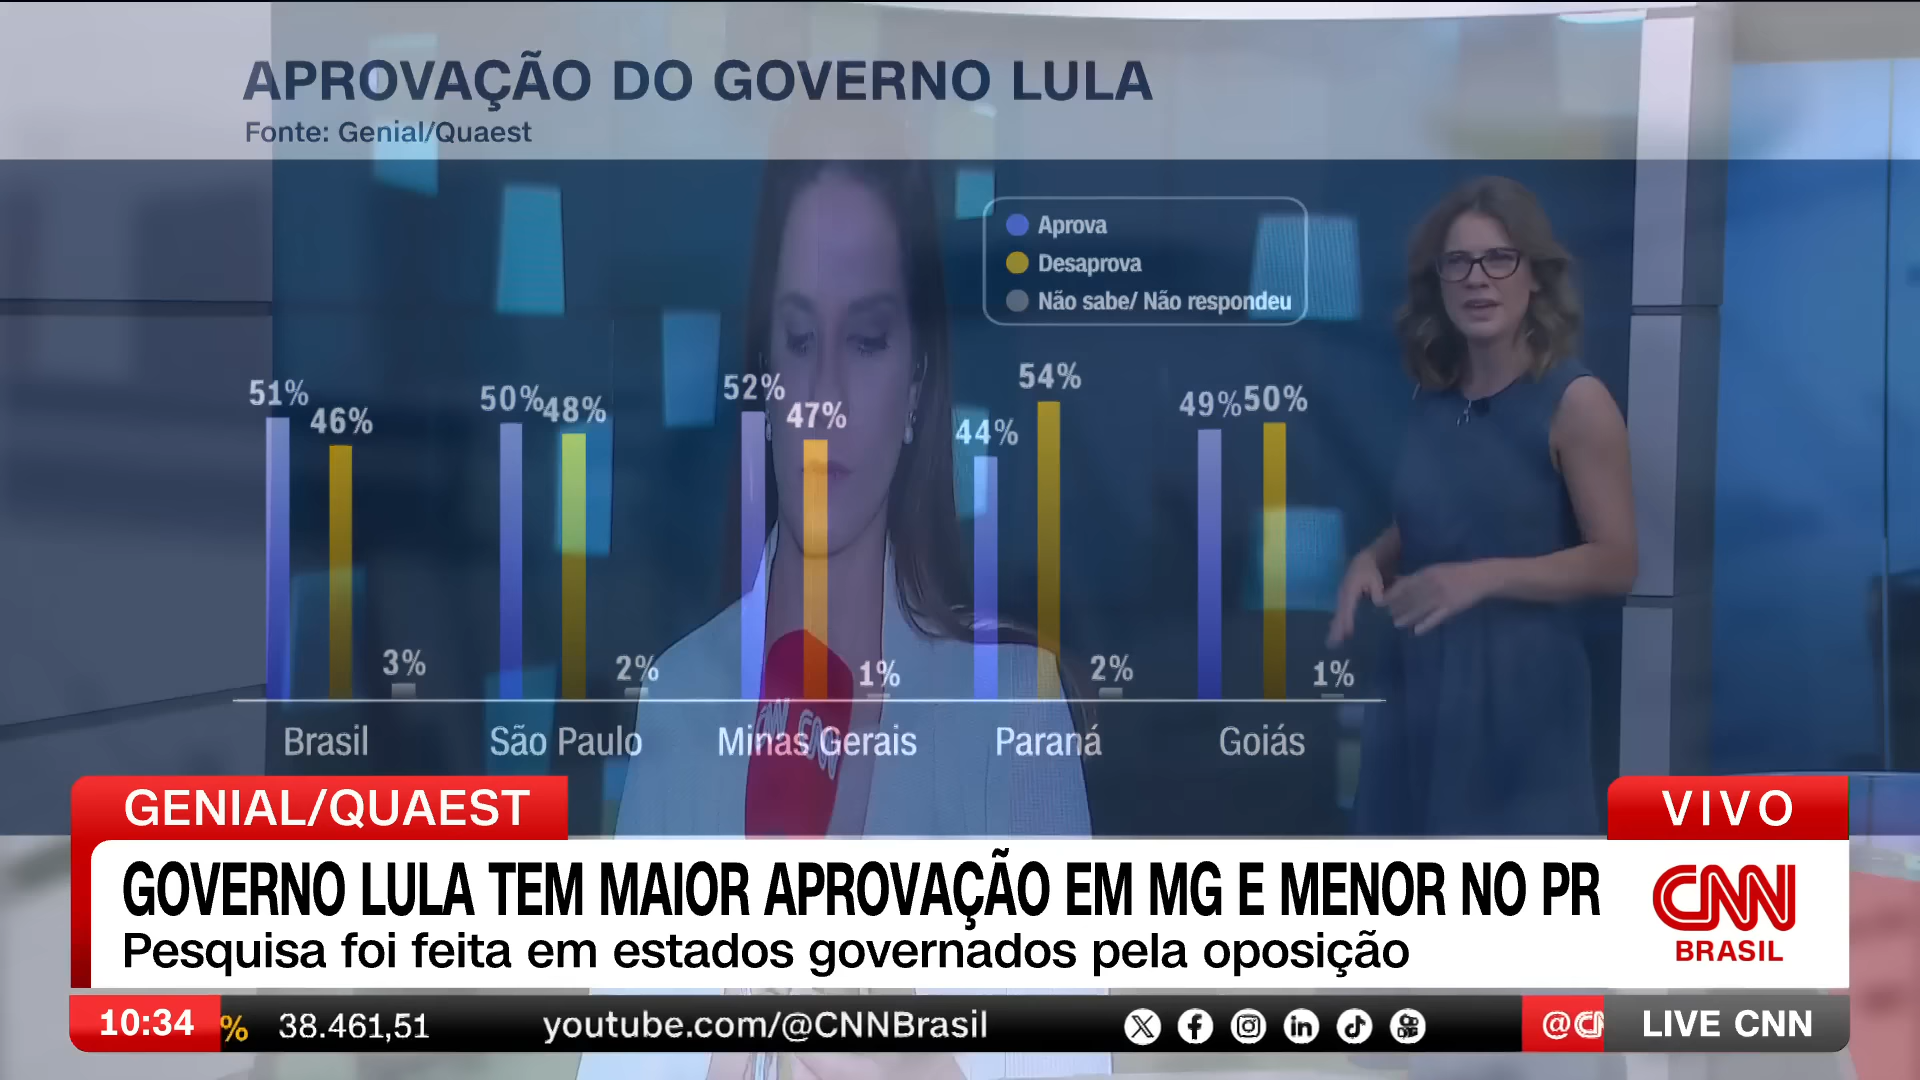 APROVAÇÃO DO GOVERNO LULA
Fonte: Genial/Quaest
Aprova
Desaprova
Não sabe/ Não respondeu
51% 46% 3%
50% 48% 2%
52% 47% 1%
44% 54% 2%
49% 50% 1%
Brasil São Paulo Minas Gerais Paraná Goiás
CNN CNN
GENIAL/QUAEST
VIVO
GOVERNO LULA TEM MAIOR APROVAÇÃO EM MG E MENOR NO PR
Pesquisa foi feita em estados governados pela oposição
CNN
BRASIL
10:34 % 38.461,51 youtube.com/@CNNBrasil LIVE CNN